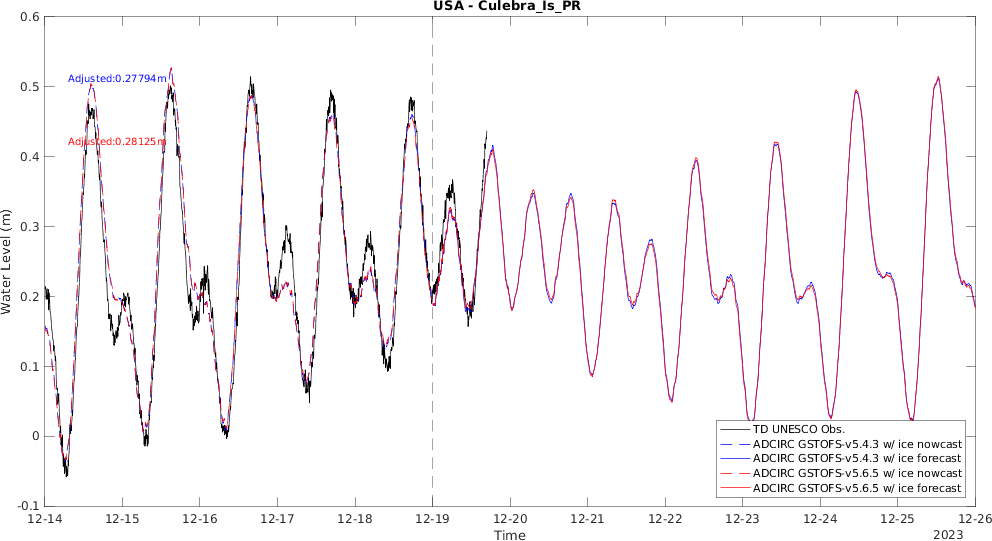 USA - Culebra_Is_PR
0.6
0.5
0.4
0.3
0.2
0.1
0
-0.1
Water Level (m)
Adjusted:0.27794m
Adjusted:0.28125m
TD UNESCO Obs.
ADCIRC GSTOFS-v5.4.3 w/ ice nowcast
ADCIRC GSTOFS-v5.4.3 w/ ice forecast
ADCIRC GSTOFS-v5.6.5 w/ ice nowcast
ADCIRC GSTOFS-v5.6.5 w/ ice forecast
12-14 12-15 12-16 12-17 12-18 12-19 12-20 12-21 12-22 12-23 12-24 12-25 12-26
Time
2023